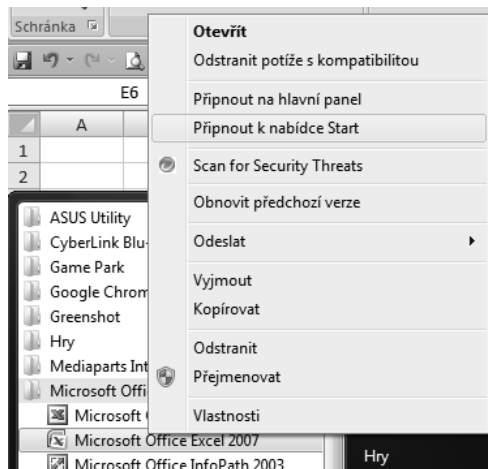 Schránka
E6
A
1
2
ASUS Utility
CyberLink Blu-
Game Park
Google Chrom
Greenshot
Hry
Mediaparts Int
Microsoft Offi
Microsoft
Microsoft Office Excel 2007
Microsoft Office InfoPath 2003
Otevřít
Odstranit potíže s kompatibilitou
Připnout na hlavní panel
Připnout k nabídce Start
Scan for Security Threats
Obnovit předchozí verze
Odeslat
Vyjmout
Kopírovat
Odstranit
Přejmenovat
Vlastnosti
Hry